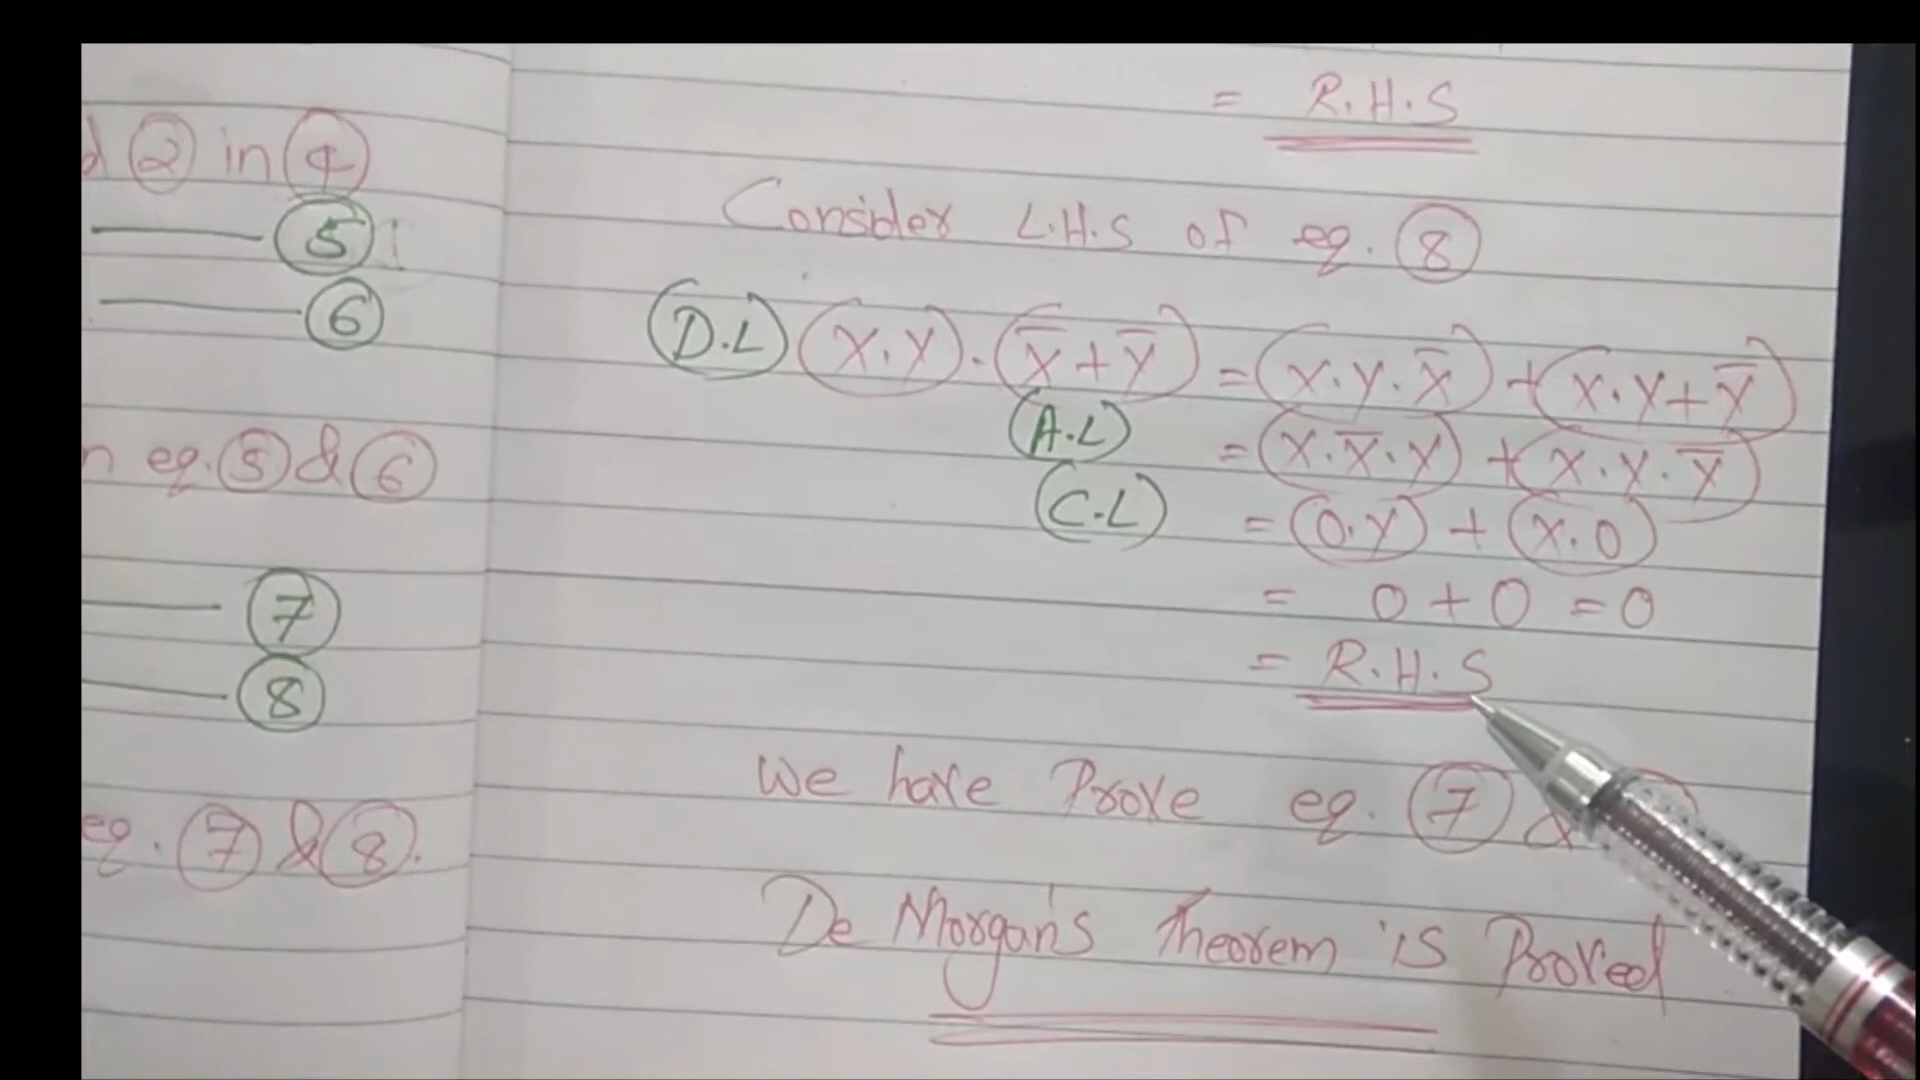 d ② in ④
⑤
⑥
n eq. ⑤ & ⑥
⑦
⑧
eq. ⑦ & ⑧.
= R.H.S
Consider L.H.S of eq. ⑧
(D.L) (X.Y) . (X̅ + Y̅) = (X.Y.X̅) + (X.Y+Y̅)
(A.L) = (X.X̅.Y) + (X.Y.Y̅)
(C.L) = (0.Y) + (X.0)
= 0 + 0 = 0
= R.H.S
We have Prove eq. ⑦ &
De Morgan's Theorem is Proved